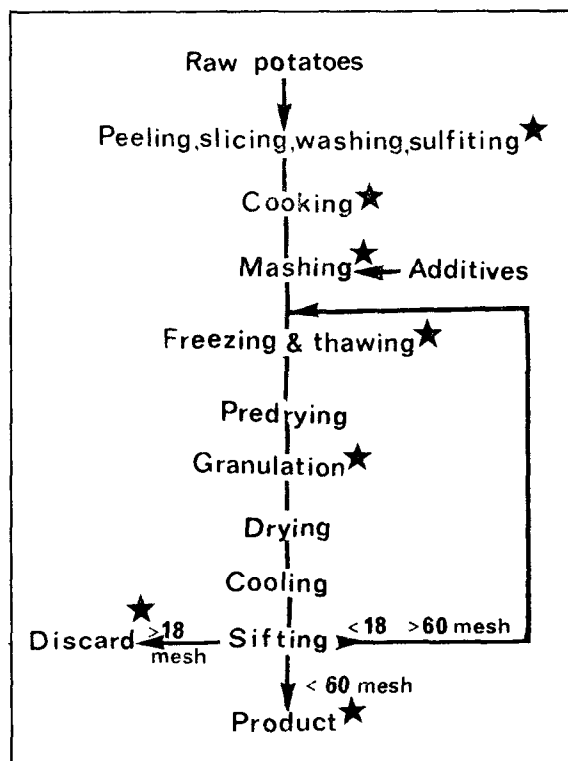 Raw potatoes
Peeling,slicing,washing,sulfiting★
Cooking★
Mashing★ Additives
Freezing & thawing★
Predrying
Granulation★
Drying
Cooling
Discard★ >18 mesh Sifting <18 >60 mesh
< 60 mesh
Product★